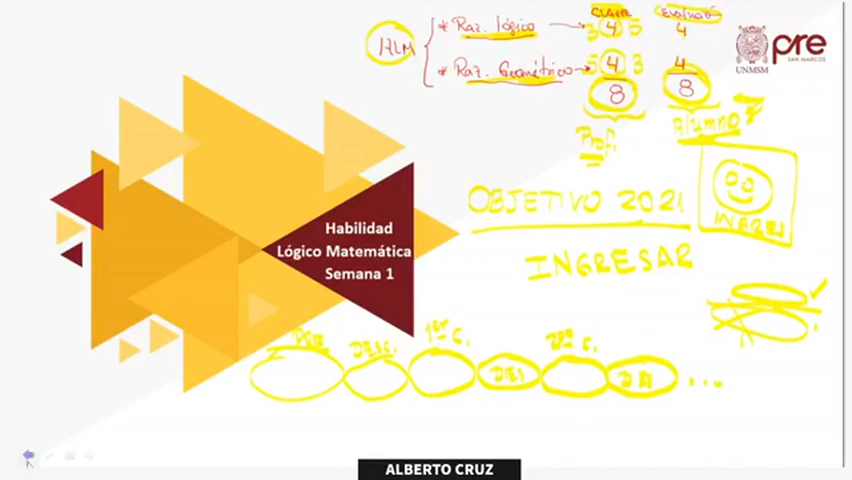 CLASE Evaluac
* Raz. lógico 3 4 5 4
HLM
* Raz. Geométrico 5 4 3 4
8 8
Prof. Alumno
UNMSM
pre
SAN MARCOS
OBJETIVO 2021
INGRESAR
INGRE
Habilidad
Lógico Matemática
Semana 1
PRE DESC. 1er C. 2do C.
...
ALBERTO CRUZ